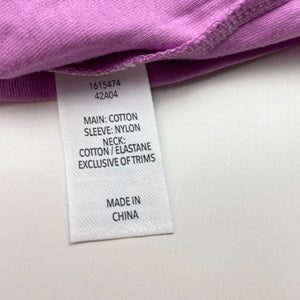 1615474
42A04
MAIN: COTTON
SLEEVE: NYLON
NECK:
COTTON / ELASTANE
EXCLUSIVE OF TRIMS
MADE IN
CHINA